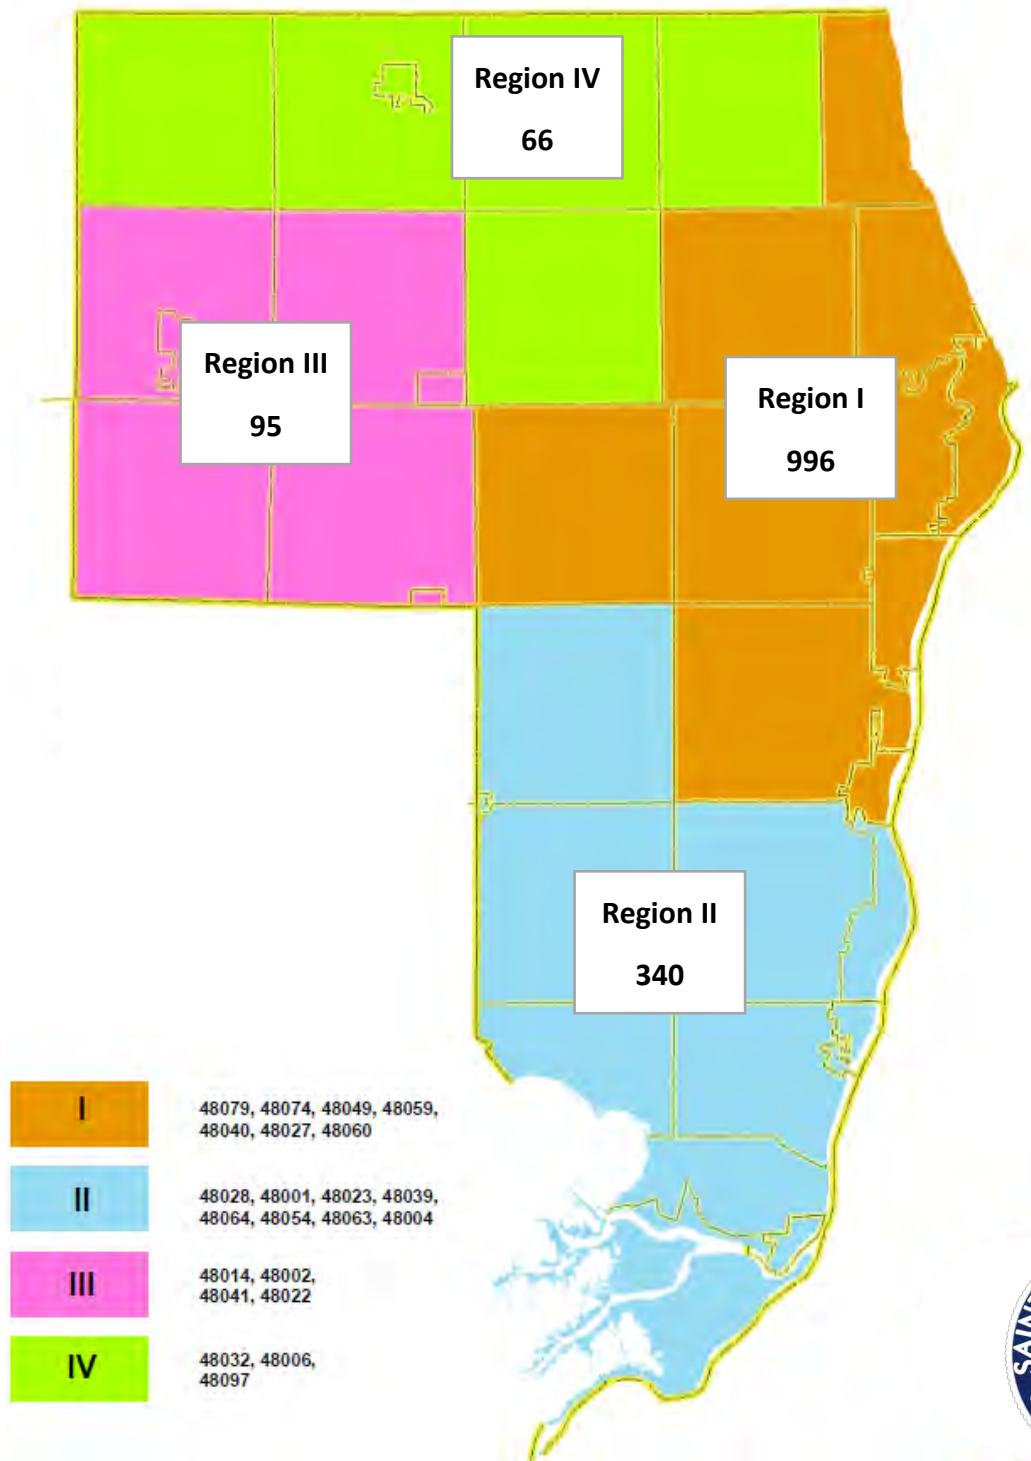 Region IV
66
Region III
95
Region I
996
Region II
340
I
48079, 48074, 48049, 48059,
48040, 48027, 48060
II
48028, 48001, 48023, 48039,
48064, 48054, 48063, 48004
III
48014, 48002,
48041, 48022
IV
48032, 48006,
48097